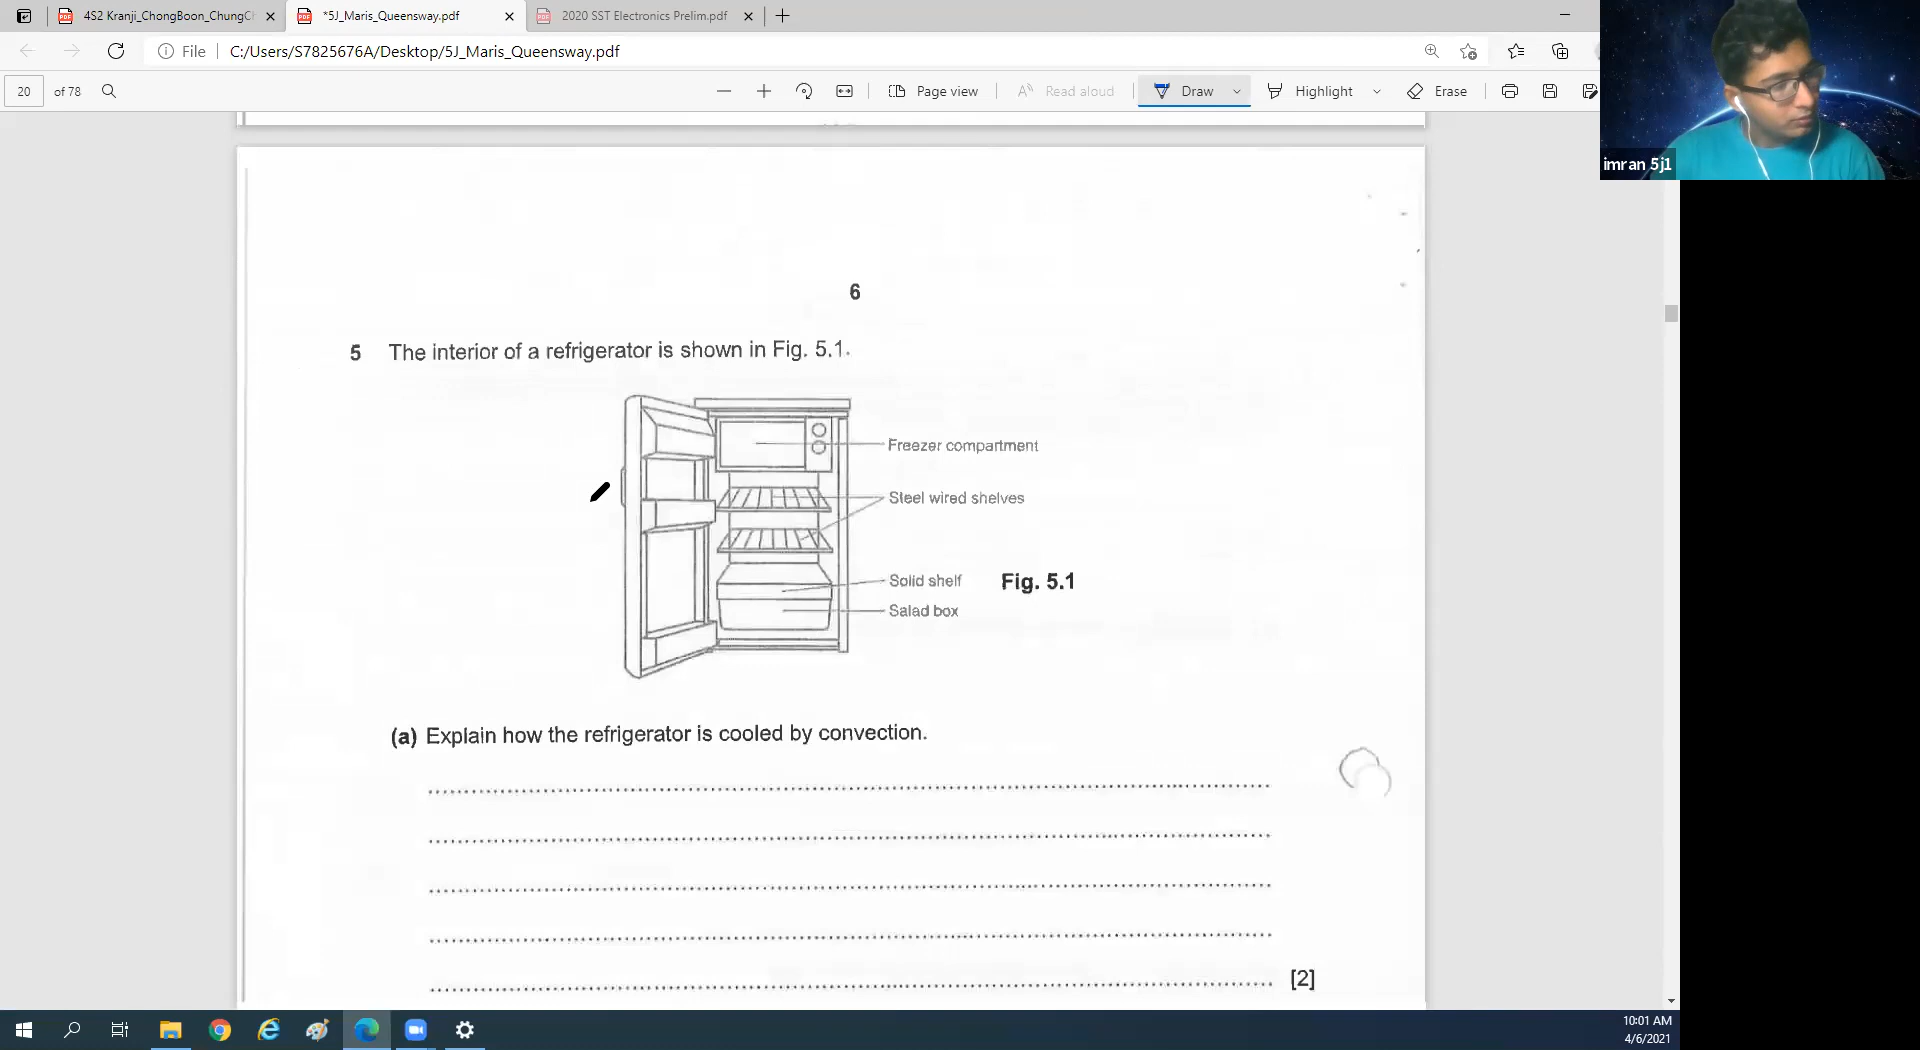 4S2 Kranji_ChongBoon_ChungCh
*5J_Maris_Queensway.pdf
2020 SST Electronics Prelim.pdf
File
C:/Users/S7825676A/Desktop/5J_Maris_Queensway.pdf
20 of 78
Page view
Read aloud
Draw
Highlight
Erase
imran 5j1
6
5 The interior of a refrigerator is shown in Fig. 5.1.
Freezer compartment
Steel wired shelves
Solid shelf
Fig. 5.1
Salad box
(a) Explain how the refrigerator is cooled by convection.
[2]
10:01 AM
4/6/2021